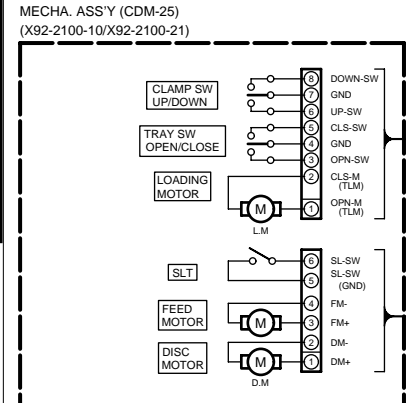 MECHA. ASS'Y (CDM-25)
(X92-2100-10/X92-2100-21)
CLAMP SW
UP/DOWN
8 DOWN-SW
7 GND
6 UP-SW
TRAY SW
OPEN/CLOSE
5 CLS-SW
4 GND
3 OPN-SW
LOADING
MOTOR
2 CLS-M
(TLM)
M
1 OPN-M
(TLM)
L.M
SLT
6 SL-SW
5 SL-SW
(GND)
FEED
MOTOR
4 FM-
M
3 FM+
DISC
MOTOR
2 DM-
M
1 DM+
D.M